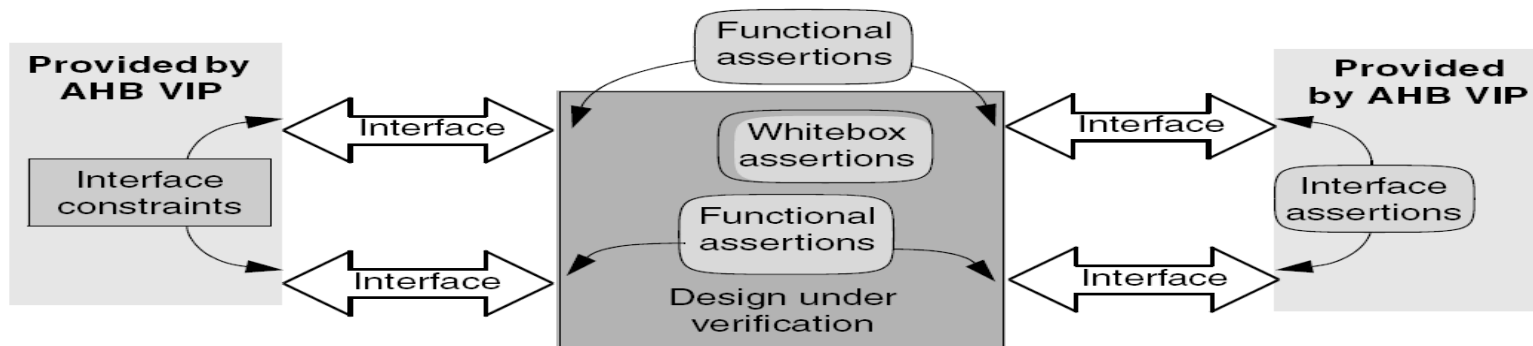 Provided by
AHB VIP
Interface
constraints
Interface
Interface
Functional
assertions
Whitebox
assertions
Functional
assertions
Design under
verification
Interface
Interface
Provided
by AHB VIP
Interface
assertions